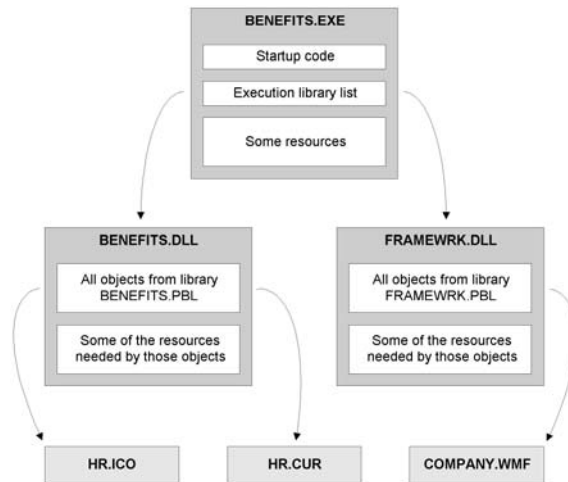 BENEFITS.EXE
Startup code
Execution library list
Some resources
BENEFITS.DLL
All objects from library
BENEFITS.PBL
Some of the resources
needed by those objects
FRAMEWRK.DLL
All objects from library
FRAMEWRK.PBL
Some of the resources
needed by those objects
HR.ICO
HR.CUR
COMPANY.WMF